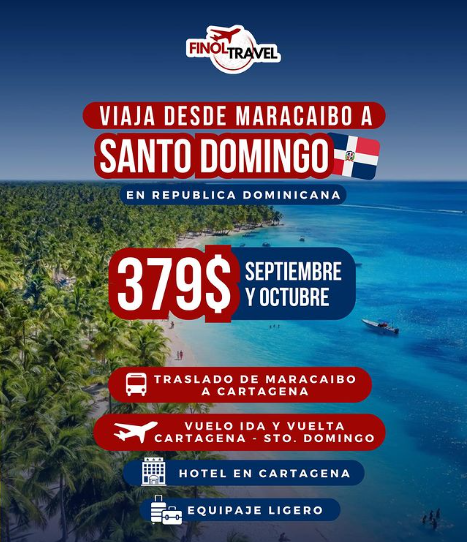 FINOL
TRAVEL
VIAJA DESDE MARACAIBO A
SANTO DOMINGO
EN REPUBLICA DOMINICANA
379$
SEPTIEMBRE
Y OCTUBRE
TRASLADO DE MARACAIBO
A CARTAGENA
VUELO IDA Y VUELTA
CARTAGENA - STO. DOMINGO
HOTEL EN CARTAGENA
EQUIPAJE LIGERO